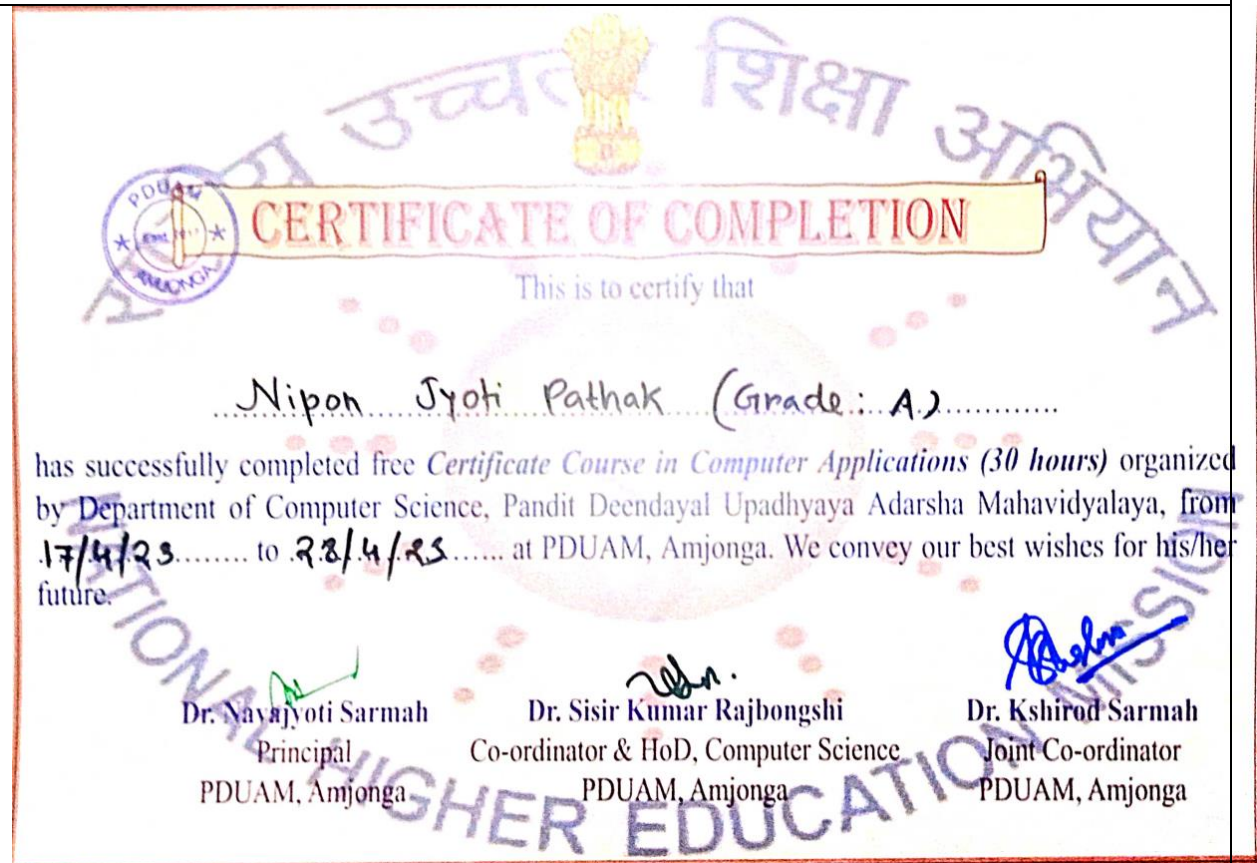 राष्ट्रीय उच्चतर शिक्षा अभियान
PDUAM
AMJONGA
CERTIFICATE OF COMPLETION
This is to certify that
Nipon Jyoti Pathak (Grade: A)
has successfully completed free Certificate Course in Computer Applications (30 hours) organized
by Department of Computer Science, Pandit Deendayal Upadhyaya Adarsha Mahavidyalaya, from
17/4/23 to 28/4/23 at PDUAM, Amjonga. We convey our best wishes for his/her
future.
Dr. Navajyoti Sarmah Dr. Sisir Kumar Rajbongshi Dr. Kshirod Sarmah
Principal Co-ordinator & HoD, Computer Science Joint Co-ordinator
PDUAM, Amjonga PDUAM, Amjonga PDUAM, Amjonga
NATIONAL HIGHER EDUCATION MISSION